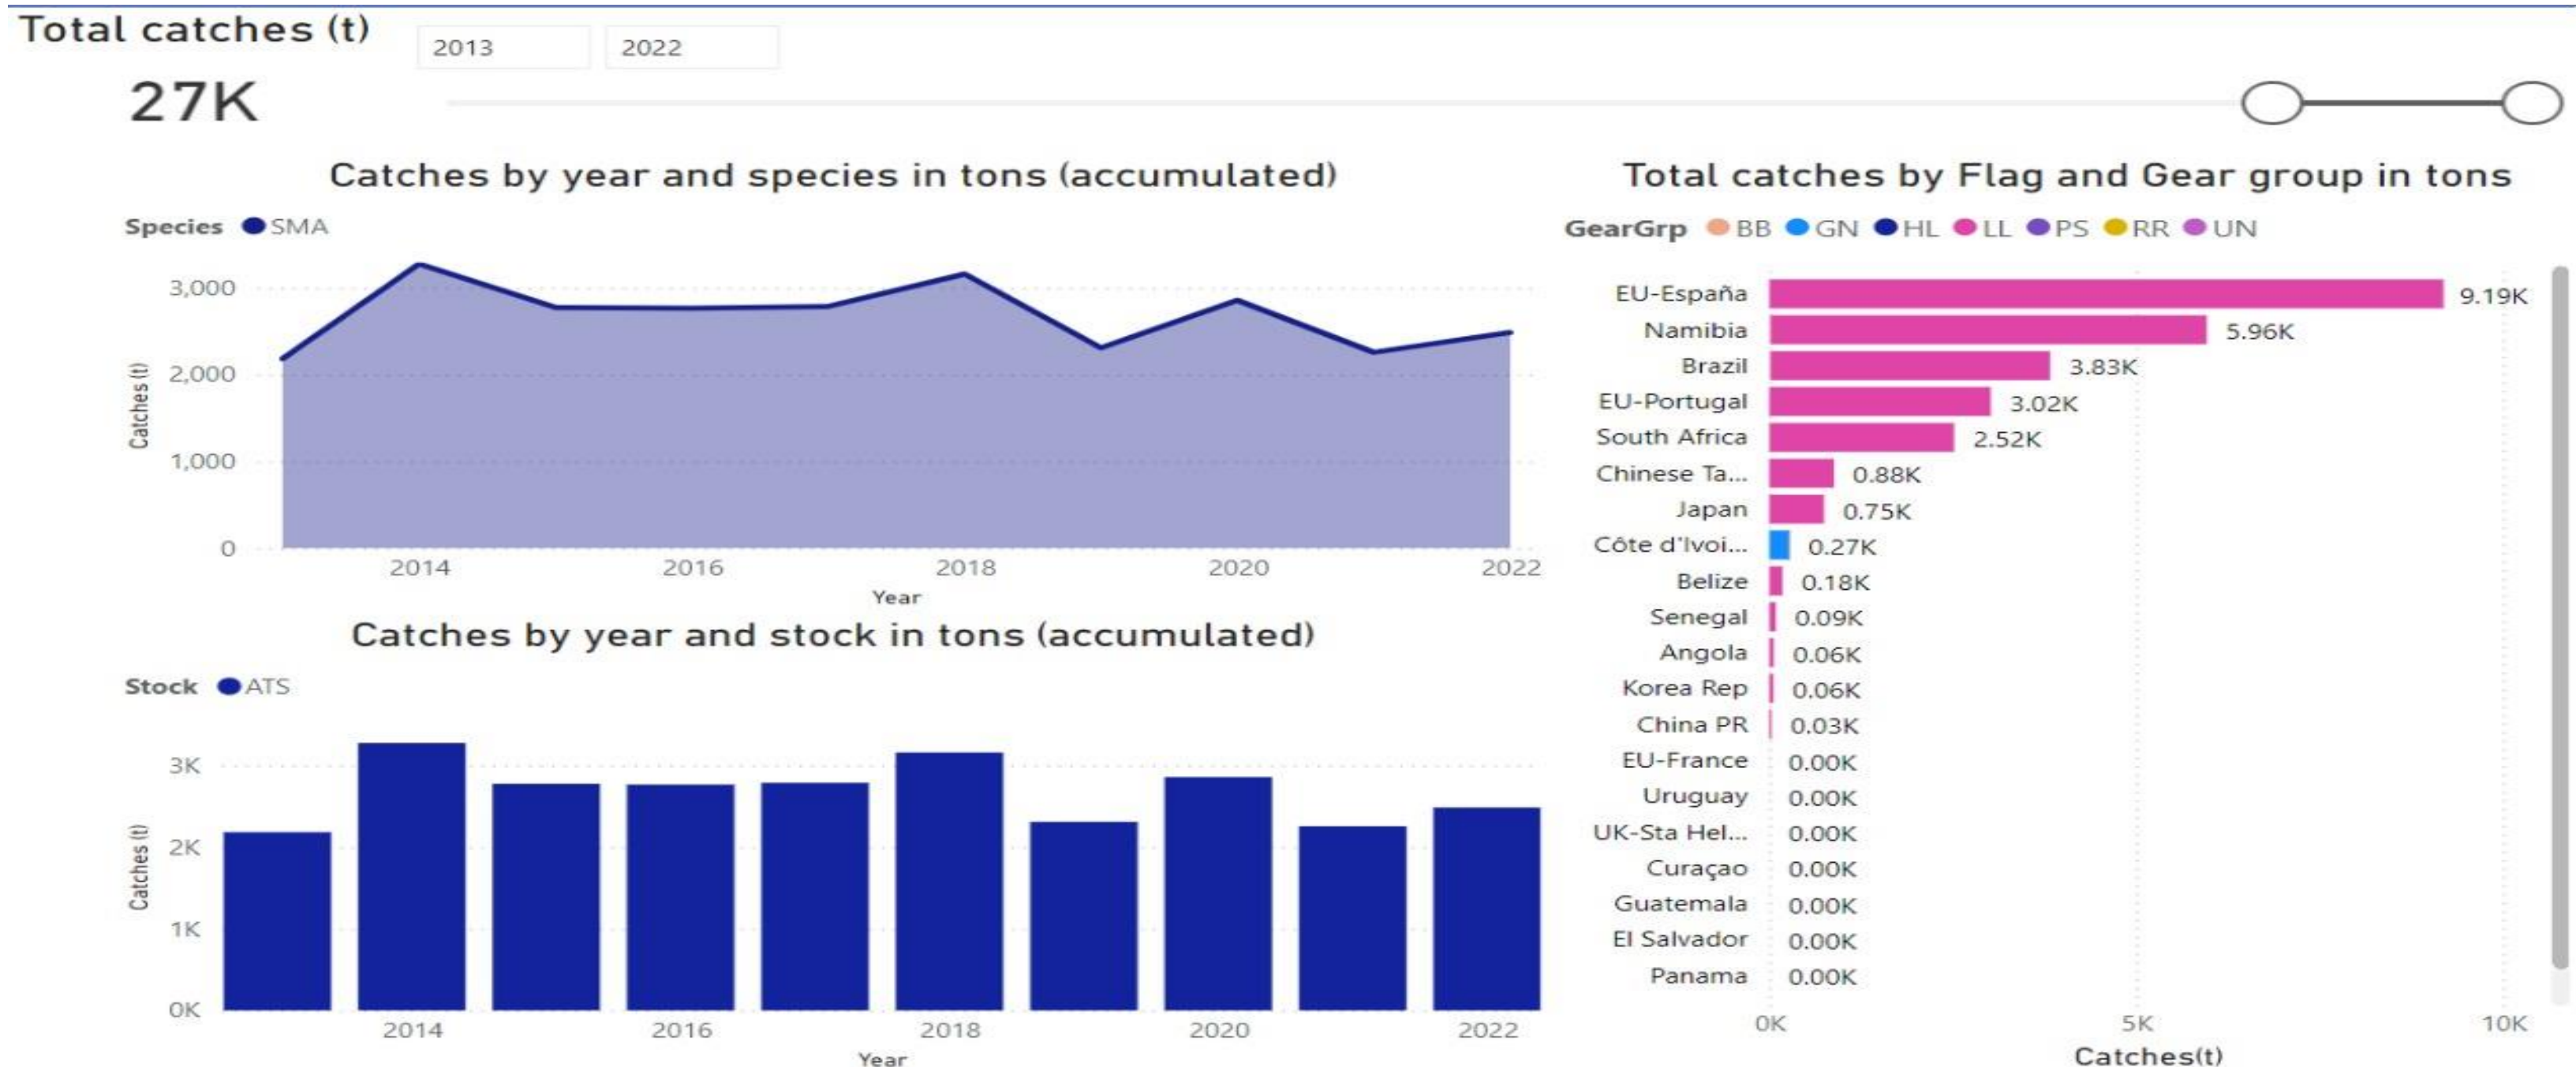 Total catches (t)
2013
2022
27K
Catches by year and species in tons (accumulated)
Species SMA
3,000
2,000
1,000
0
Catches (t)
2014 2016 2018 2020 2022
Year
Catches by year and stock in tons (accumulated)
Stock ATS
3K
2K
1K
0K
Catches (t)
2014 2016 2018 2020 2022
Year
Total catches by Flag and Gear group in tons
GearGrp BB GN HL LL PS RR UN
EU-España 9.19K
Namibia 5.96K
Brazil 3.83K
EU-Portugal 3.02K
South Africa 2.52K
Chinese Ta... 0.88K
Japan 0.75K
Côte d'Ivoi... 0.27K
Belize 0.18K
Senegal 0.09K
Angola 0.06K
Korea Rep 0.06K
China PR 0.03K
EU-France 0.00K
Uruguay 0.00K
UK-Sta Hel... 0.00K
Curaçao 0.00K
Guatemala 0.00K
El Salvador 0.00K
Panama 0.00K
0K 5K 10K
Catches(t)